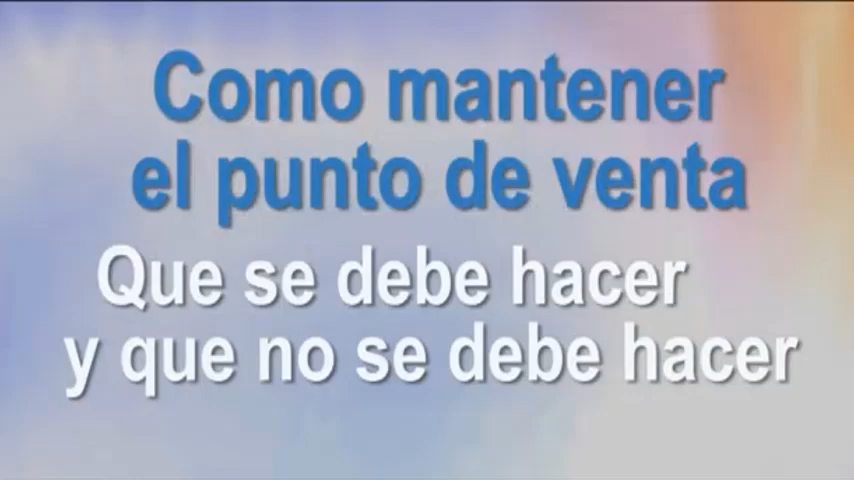 Como mantener
el punto de venta
Que se debe hacer
y que no se debe hacer